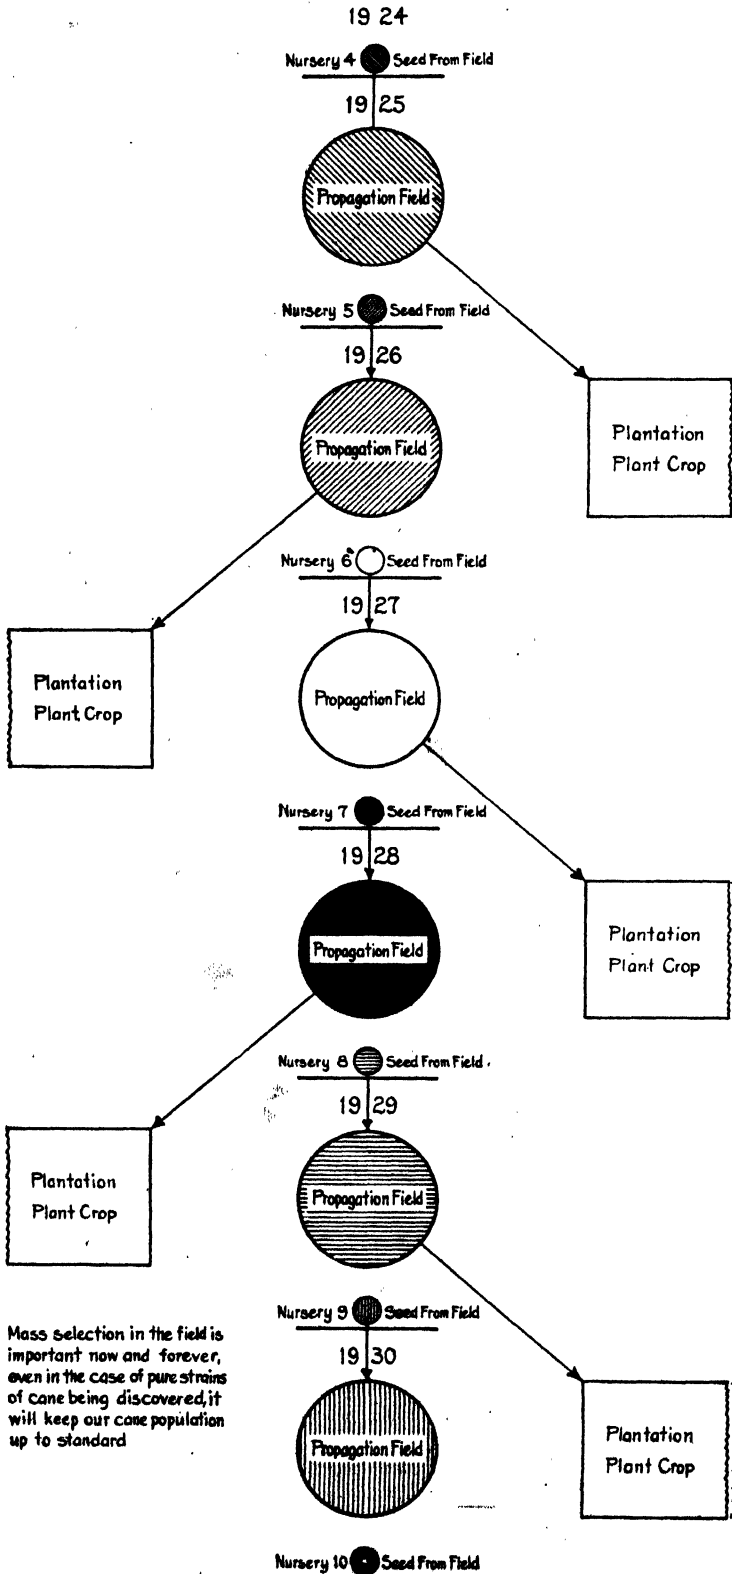 19 24
Nursery 4 Seed From Field
19 25
Propagation Field
Nursery 5 Seed From Field
19 26
Plantation
Plant Crop
Propagation Field
Nursery 6 Seed From Field
19 27
Plantation
Plant Crop
Propagation Field
Nursery 7 Seed From Field
19 28
Plantation
Plant Crop
Propagation Field
Nursery 8 Seed From Field
19 29
Plantation
Plant Crop
Propagation Field
Nursery 9 Seed From Field
Mass selection in the field is
important now and forever,
even in the case of pure strains
of cane being discovered, it
will keep our cane population
up to standard
19 30
Plantation
Plant Crop
Propagation Field
Nursery 10 Seed From Field